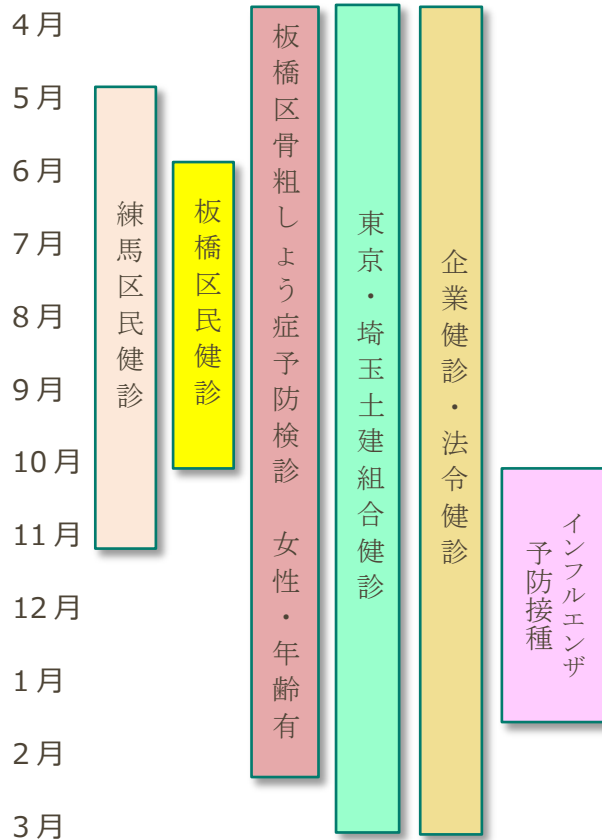 4月
5月
6月
7月
8月
9月
10月
11月
12月
1月
2月
3月
練馬区民健診
板橋区民健診
板橋区骨粗しょう症予防検診　女性・年齢有
東京・埼玉土建組合健診
企業健診・法令健診
インフルエンザ
予防接種